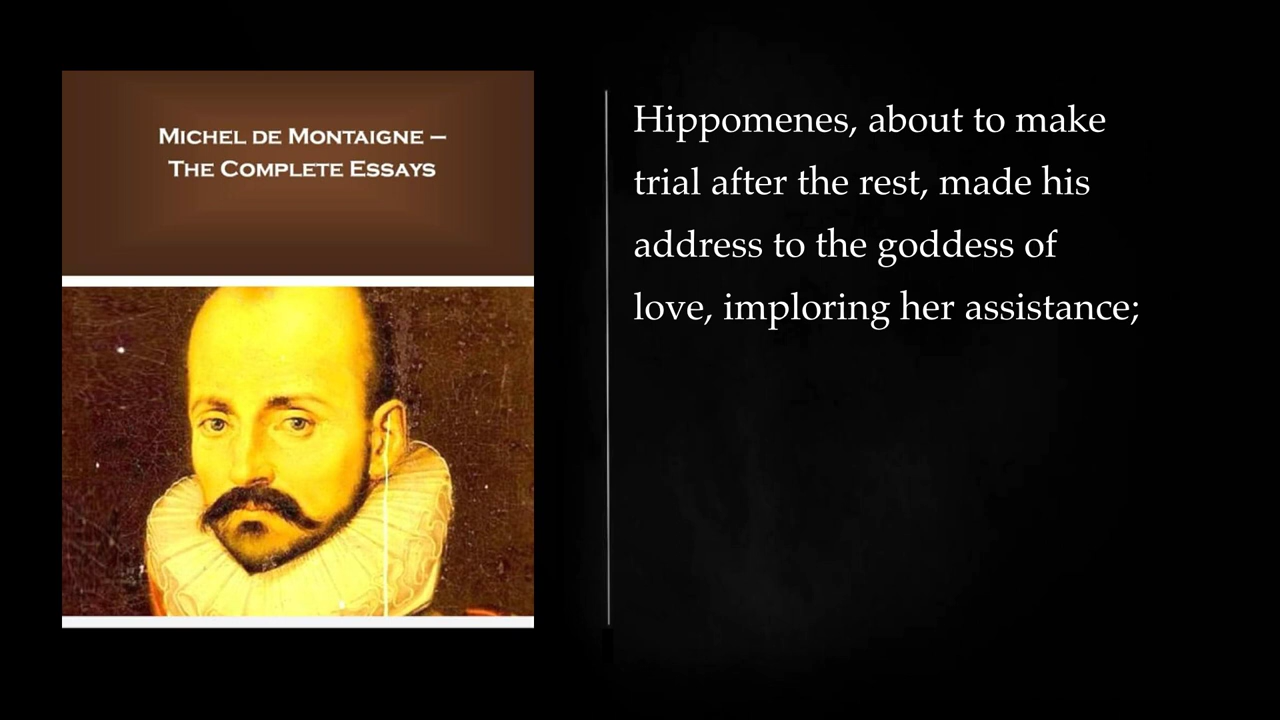 MICHEL DE MONTAIGNE –
THE COMPLETE ESSAYS
Hippomenes, about to make
trial after the rest, made his
address to the goddess of
love, imploring her assistance;